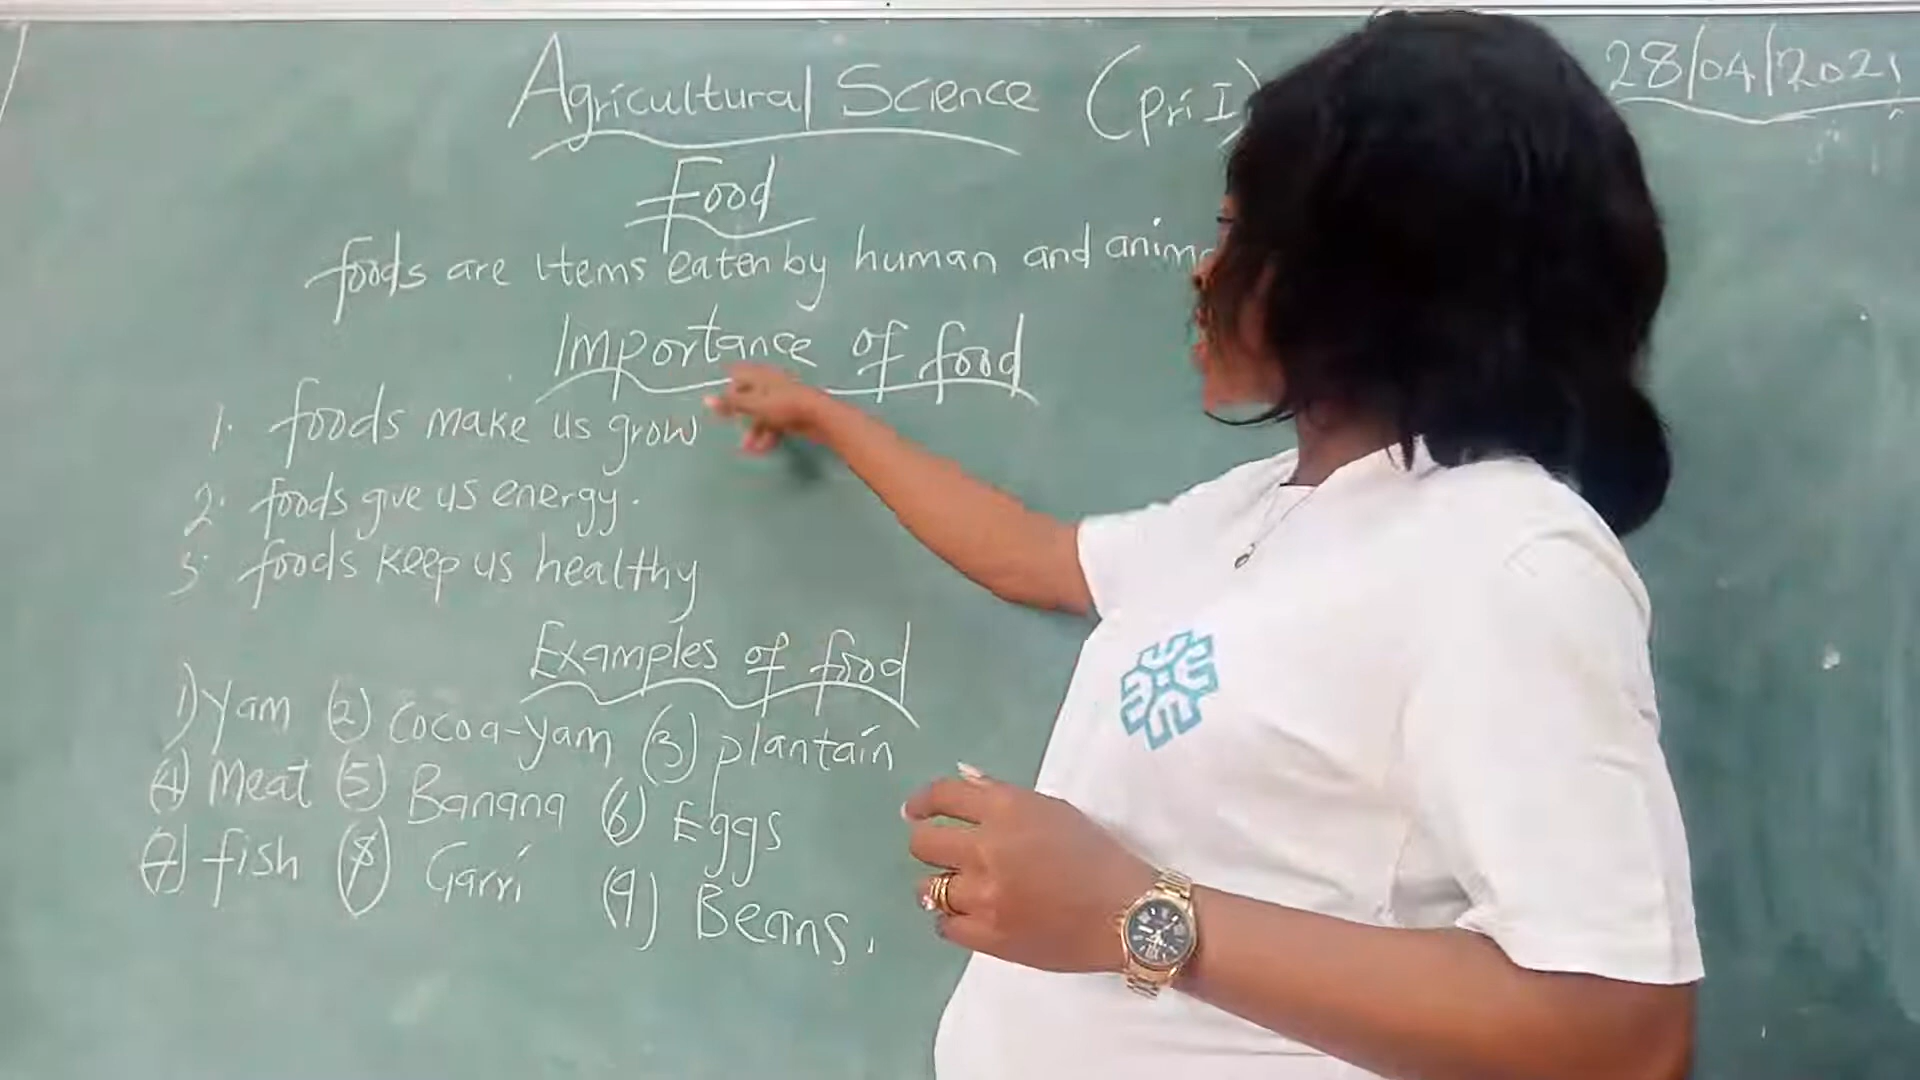 Agricultural Science (pri I)
28/04/2021
Food
foods are items eaten by human and anim
Importance of food
1. foods make us grow
2. foods give us energy.
3. foods keep us healthy
Examples of food
1) Yam (2) Cocoa-yam (3) plantain
(4) Meat (5) Banana (6) Eggs
(7) fish (8) Garri (9) Beans.